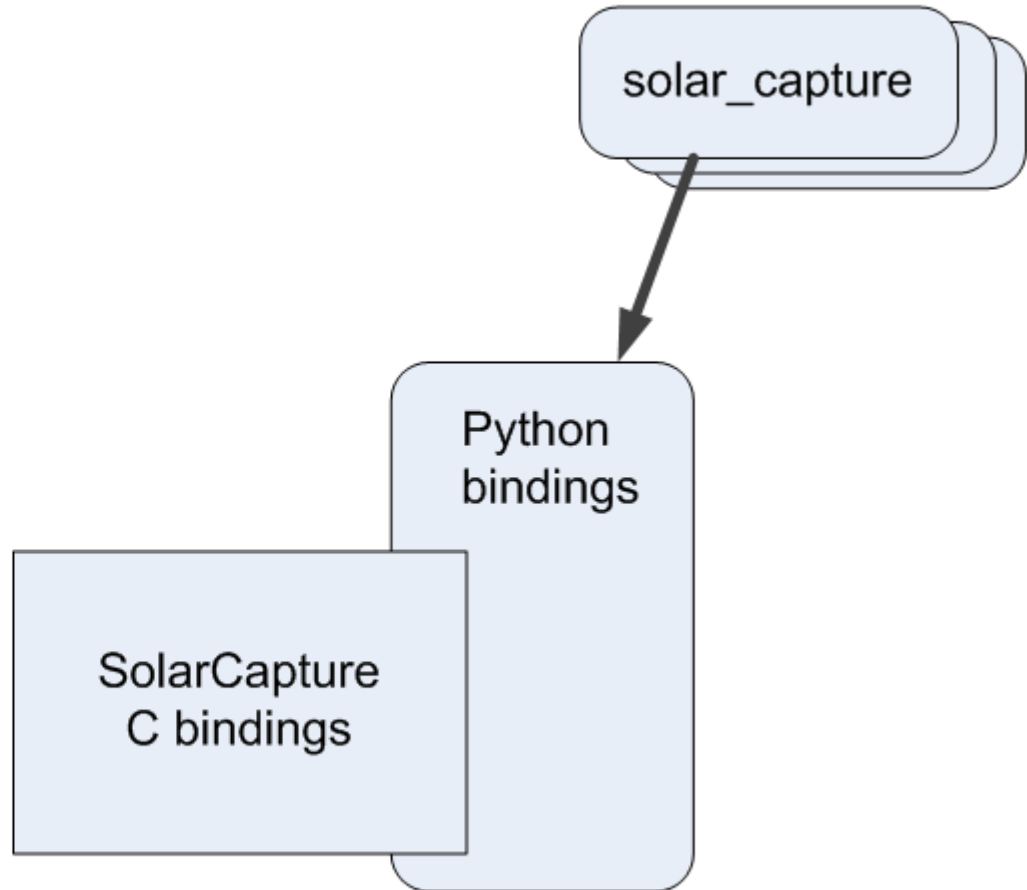 solar_capture
Python
bindings
SolarCapture
C bindings